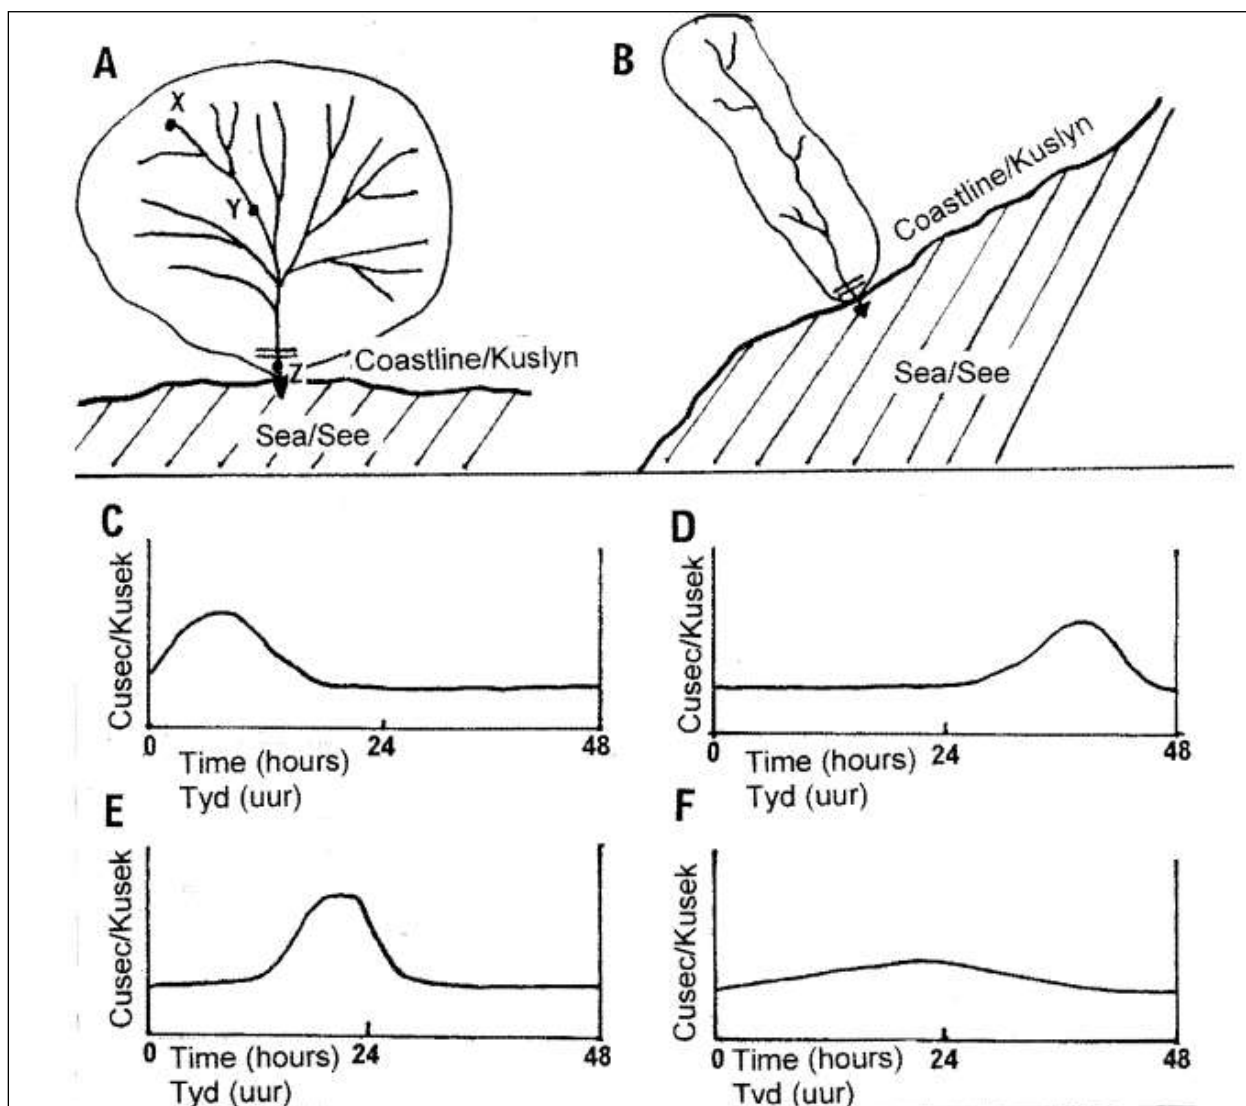 A
X
Y
Z
Coastline/Kuslyn
Sea/See
B
Coastline/Kuslyn
Sea/See
C
Cusec/Kusek
0
24
48
Time (hours)
Tyd (uur)
D
Cusec/Kusek
0
24
48
Time (hours)
Tyd (uur)
E
Cusec/Kusek
0
24
48
Time (hours)
Tyd (uur)
F
Cusec/Kusek
0
24
48
Time (hours)
Tyd (uur)